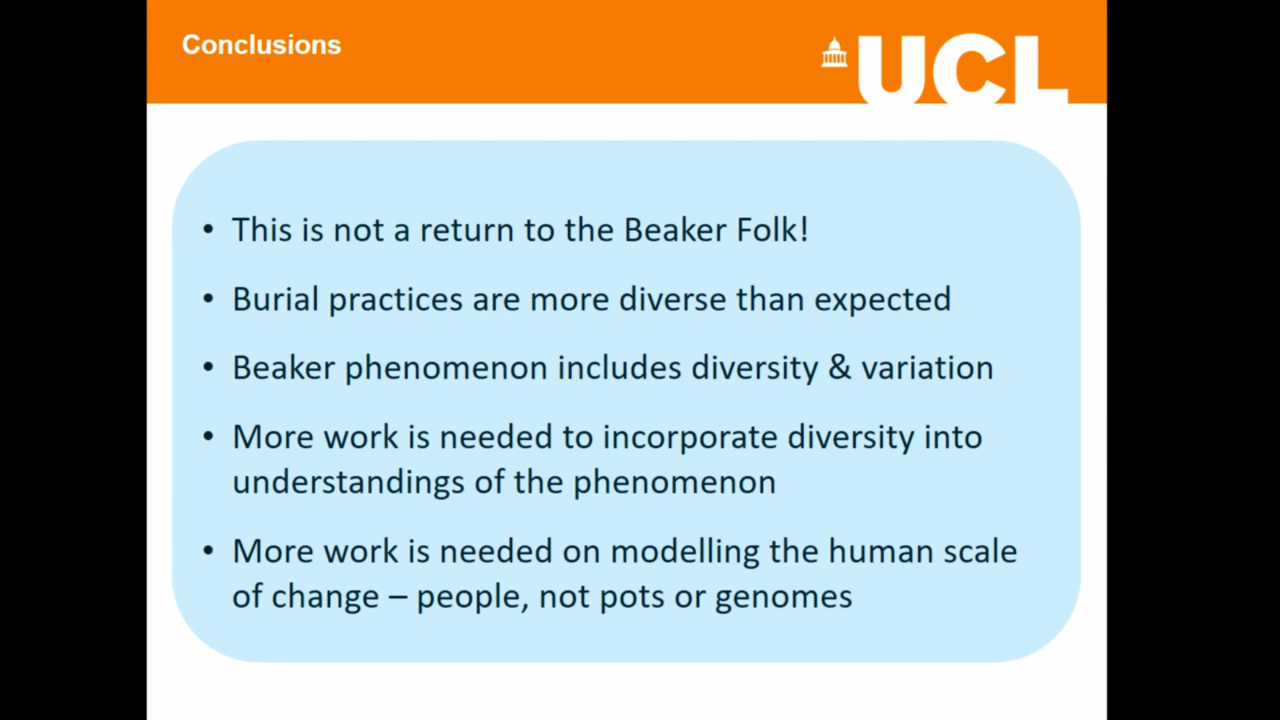 Conclusions
UCL
• This is not a return to the Beaker Folk!
• Burial practices are more diverse than expected
• Beaker phenomenon includes diversity & variation
• More work is needed to incorporate diversity into
understandings of the phenomenon
• More work is needed on modelling the human scale
of change – people, not pots or genomes